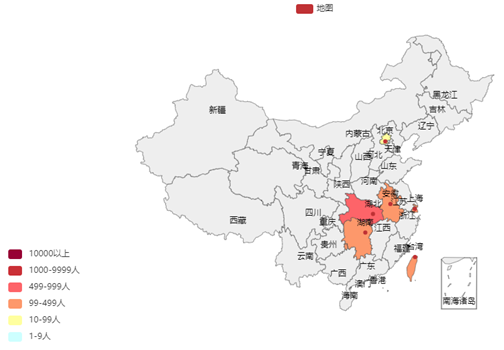 地图
黑龙江
吉林
新疆
辽宁
北京
内蒙古
天津
宁夏
河北
山西
青海
山东
甘肃
河南
陕西
安徽
江苏
上海
湖北
西藏
四川
重庆
浙江
湖南
江西
贵州
福建
台湾
云南
广东
广西
香港
澳门
海南
南海诸岛
10000以上
1000-9999人
499-999人
99-499人
10-99人
1-9人